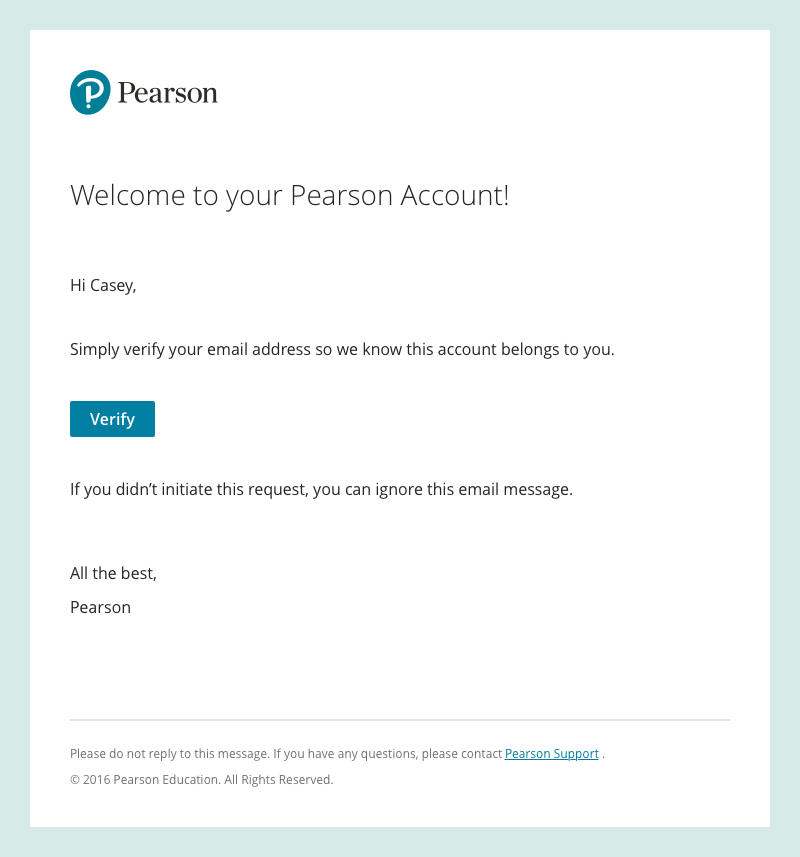 Pearson
Welcome to your Pearson Account!
Hi Casey,
Simply verify your email address so we know this account belongs to you.
Verify
If you didn’t initiate this request, you can ignore this email message.
All the best,
Pearson
Please do not reply to this message. If you have any questions, please contact Pearson Support .
© 2016 Pearson Education. All Rights Reserved.